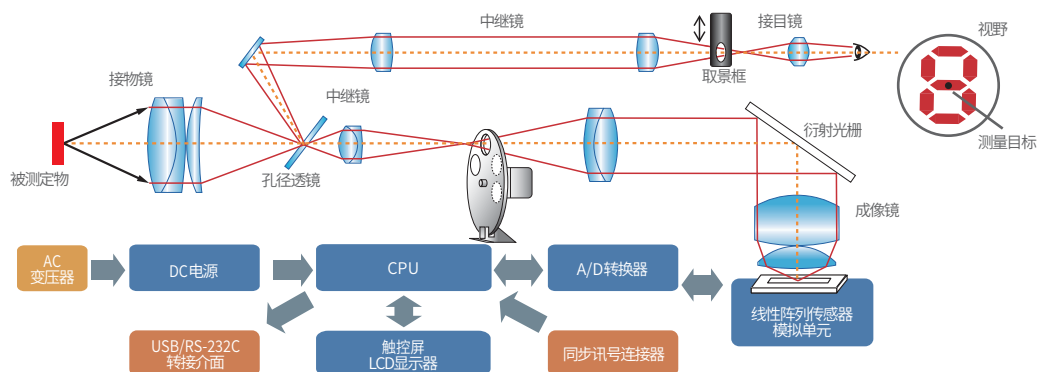 中继镜
接目镜
视野
取景框
接物镜
中继镜
衍射光栅
测量目标
被测定物
孔径透镜
成像镜
AC
变压器
DC电源
CPU
A/D转换器
线性阵列传感器
模拟单元
USB/RS-232C
转接介面
触控屏
LCD显示器
同步讯号连接器